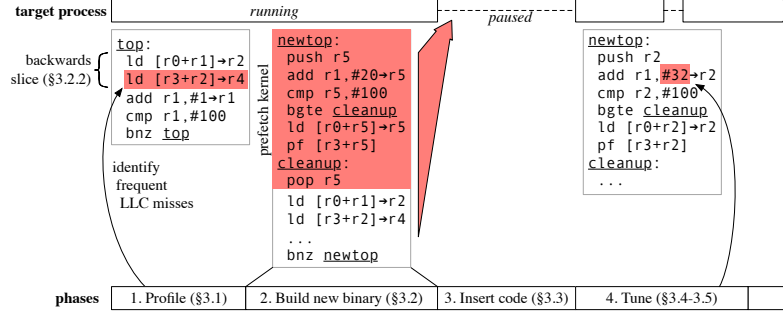 target process
running
paused
backwards
slice (§3.2.2)
top:
ld [r0+r1]→r2
ld [r3+r2]→r4
add r1,#1→r1
cmp r1,#100
bnz top
identify
frequent
LLC misses
prefetch kernel
newtop:
push r5
add r1,#20→r5
cmp r5,#100
bgte cleanup
ld [r0+r5]→r5
pf [r3+r5]
cleanup:
pop r5
ld [r0+r1]→r2
ld [r3+r2]→r4
...
bnz newtop
newtop:
push r2
add r1,#32→r2
cmp r2,#100
bgte cleanup
ld [r0+r2]→r2
pf [r3+r2]
cleanup:
...
phases
1. Profile (§3.1)
2. Build new binary (§3.2)
3. Insert code (§3.3)
4. Tune (§3.4-3.5)